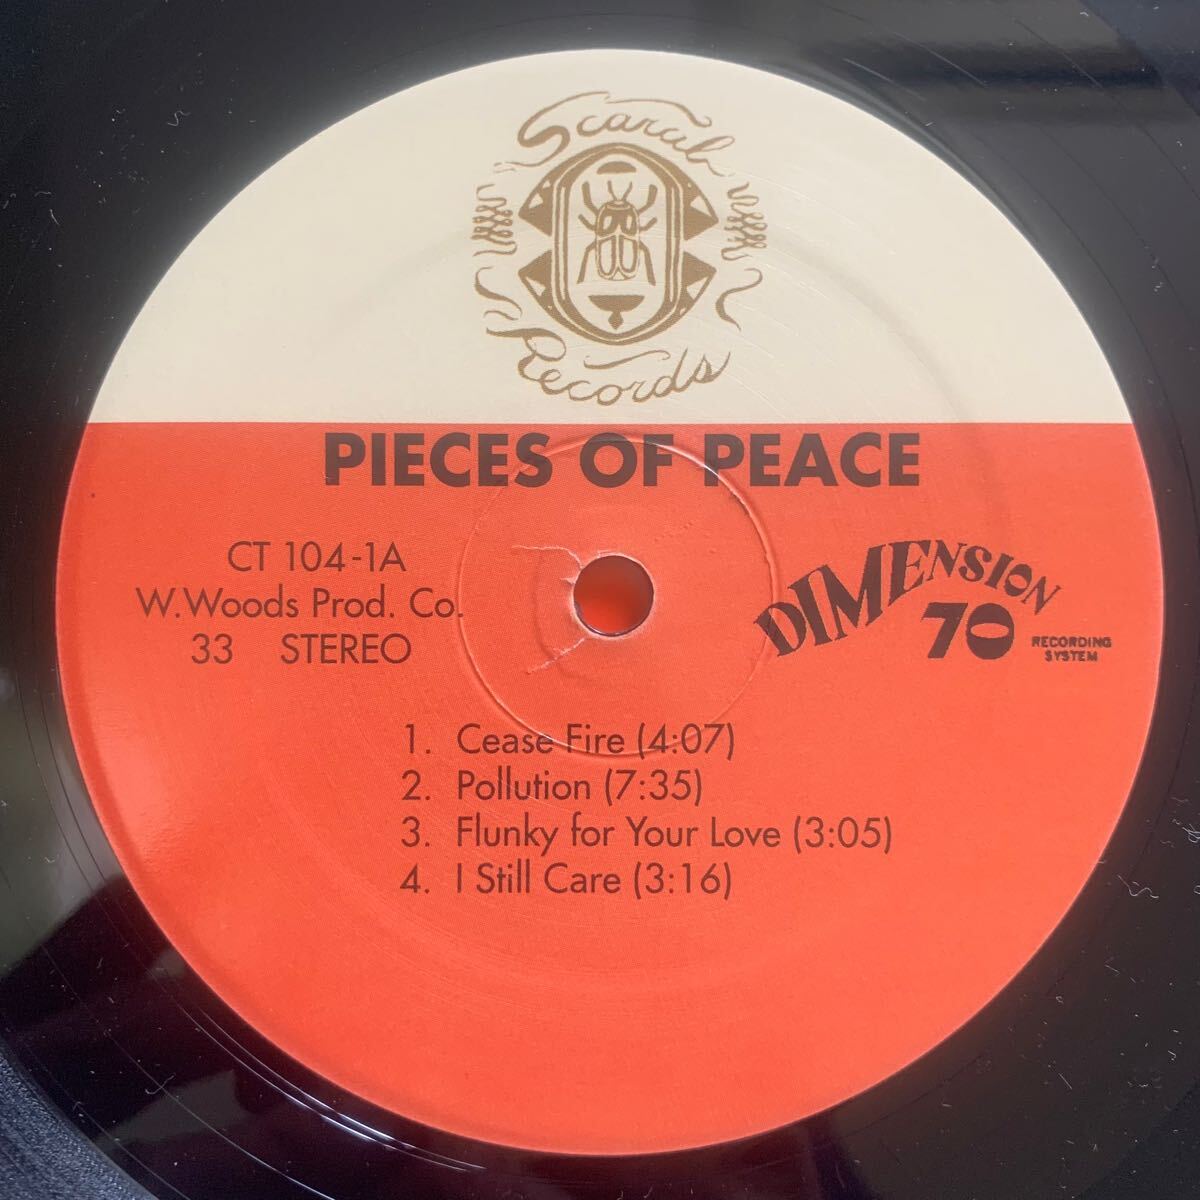 Scarab
Records
PIECES OF PEACE
CT 104-1A
W.Woods Prod. Co.
33 STEREO
DIMENSION
70
RECORDING
SYSTEM
1. Cease Fire (4:07)
2. Pollution (7:35)
3. Flunky for Your Love (3:05)
4. I Still Care (3:16)